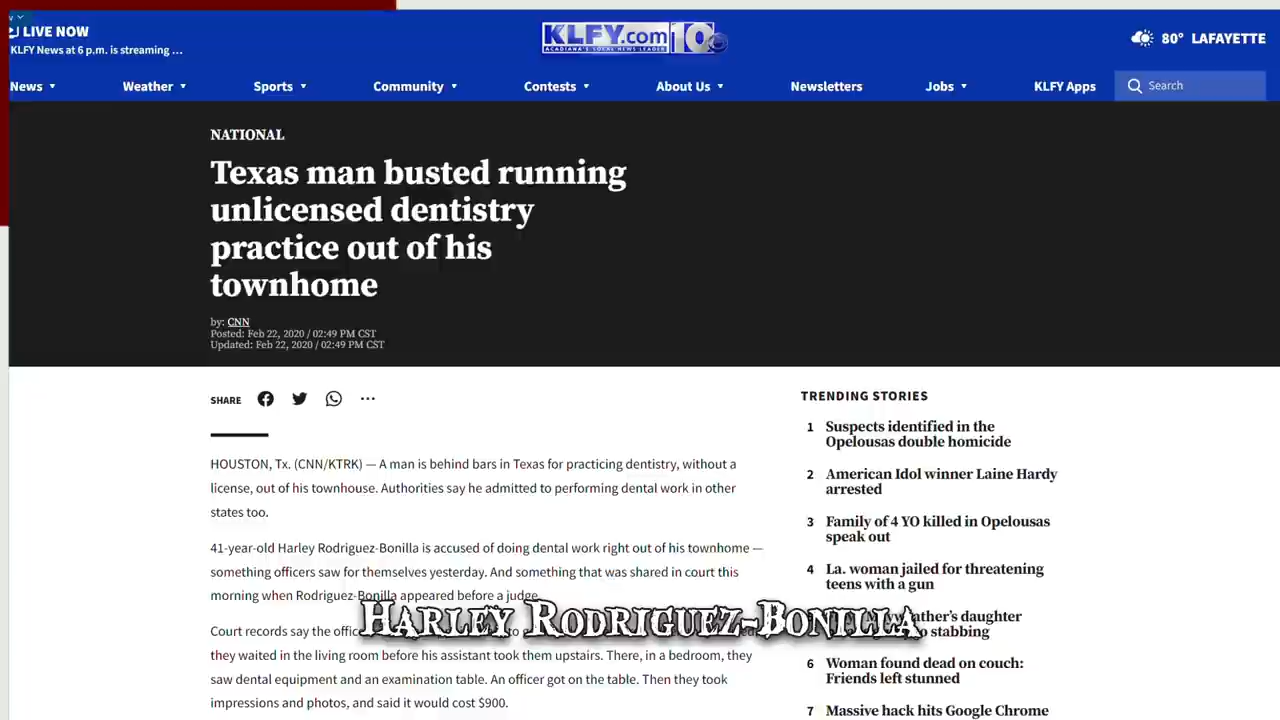 LIVE NOW
KLFY News at 6 p.m. is streaming ...
KLFY.com 10
ACADIANA'S LOCAL NEWS LEADER
80° LAFAYETTE
News
Weather
Sports
Community
Contests
About Us
Newsletters
Jobs
KLFY Apps
Search
NATIONAL
Texas man busted running
unlicensed dentistry
practice out of his
townhome
by: CNN
Posted: Feb 22, 2020 / 02:49 PM CST
Updated: Feb 22, 2020 / 02:49 PM CST
SHARE
HOUSTON, Tx. (CNN/KTRK) — A man is behind bars in Texas for practicing dentistry, without a
license, out of his townhouse. Authorities say he admitted to performing dental work in other
states too.
41-year-old Harley Rodriguez-Bonilla is accused of doing dental work right out of his townhome —
something officers saw for themselves yesterday. And something that was shared in court this
morning when Rodriguez-Bonilla appeared before a judge.
Court records say the
they waited in the living room before his assistant took them upstairs. There, in a bedroom, they
saw dental equipment and an examination table. An officer got on the table. Then they took
impressions and photos, and said it would cost $900.
Harley Rodriguez-Bonilla
TRENDING STORIES
1 Suspects identified in the
Opelousas double homicide
2 American Idol winner Laine Hardy
arrested
3 Family of 4 YO killed in Opelousas
speak out
4 La. woman jailed for threatening
teens with a gun
daughter
stabbing
6 Woman found dead on couch:
Friends left stunned
7 Massive hack hits Google Chrome